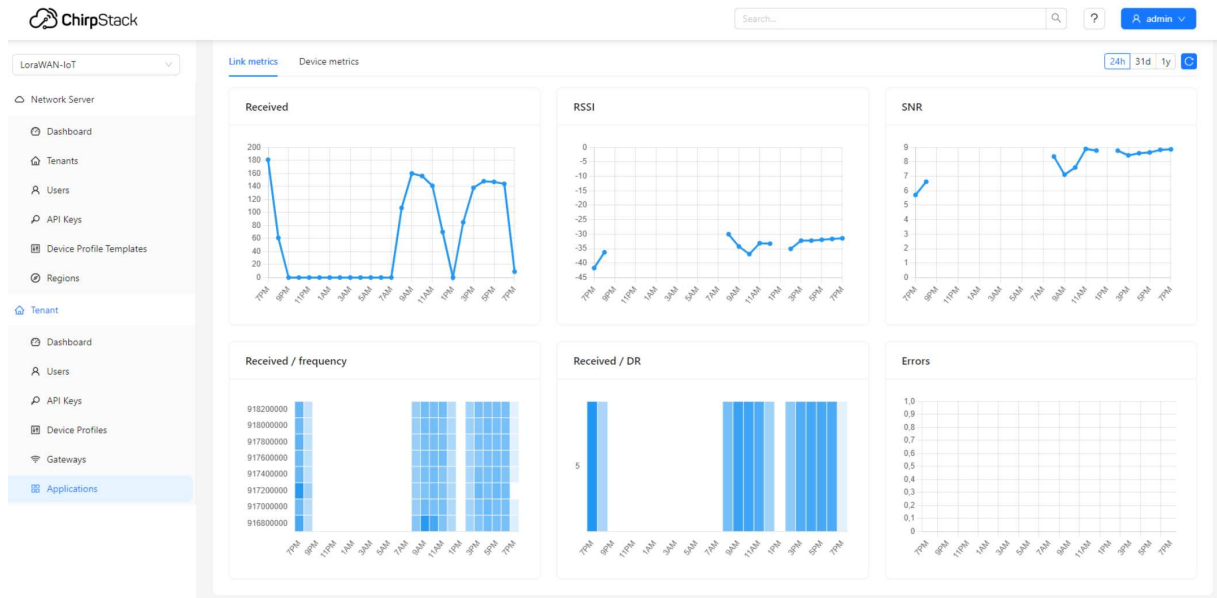 ChirpStack
Search...
?
admin
LoraWAN-IoT
Network Server
Dashboard
Tenants
Users
API Keys
Device Profile Templates
Regions
Tenant
Dashboard
Users
API Keys
Device Profiles
Gateways
Applications
Link metrics
Device metrics
24h 31d 1y
Received
200
180
160
140
120
100
80
60
40
20
0
7PM 9PM 11PM 1AM 3AM 5AM 7AM 9AM 11AM 1PM 3PM 5PM 7PM
RSSI
0
-5
-10
-15
-20
-25
-30
-35
-40
-45
7PM 9PM 11PM 1AM 3AM 5AM 7AM 9AM 11AM 1PM 3PM 5PM 7PM
SNR
9
8
7
6
5
4
3
2
1
0
7PM 9PM 11PM 1AM 3AM 5AM 7AM 9AM 11AM 1PM 3PM 5PM 7PM
Received / frequency
918200000
918000000
917800000
917600000
917400000
917200000
917000000
916800000
7PM 9PM 11PM 1AM 3AM 5AM 7AM 9AM 11AM 1PM 3PM 5PM 7PM
Received / DR
5
7PM 9PM 11PM 1AM 3AM 5AM 7AM 9AM 11AM 1PM 3PM 5PM 7PM
Errors
1,0
0,9
0,8
0,7
0,6
0,5
0,4
0,3
0,2
0,1
0
7PM 9PM 11PM 1AM 3AM 5AM 7AM 9AM 11AM 1PM 3PM 5PM 7PM